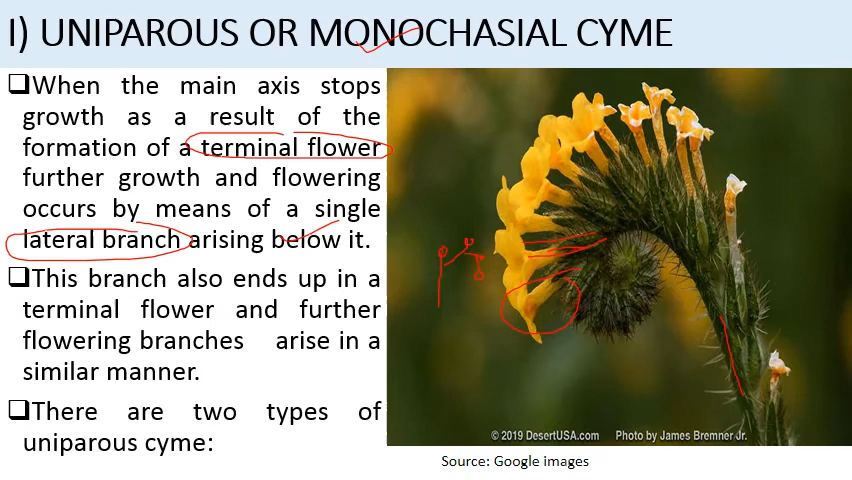 I) UNIPAROUS OR MONOCHASIAL CYME
❑When the main axis stops
growth as a result of the
formation of a terminal flower
further growth and flowering
occurs by means of a single
lateral branch arising below it.
❑This branch also ends up in a
terminal flower and further
flowering branches arise in a
similar manner.
❑There are two types of
uniparous cyme:
© 2019 DesertUSA.com Photo by James Bremner Jr.
Source: Google images